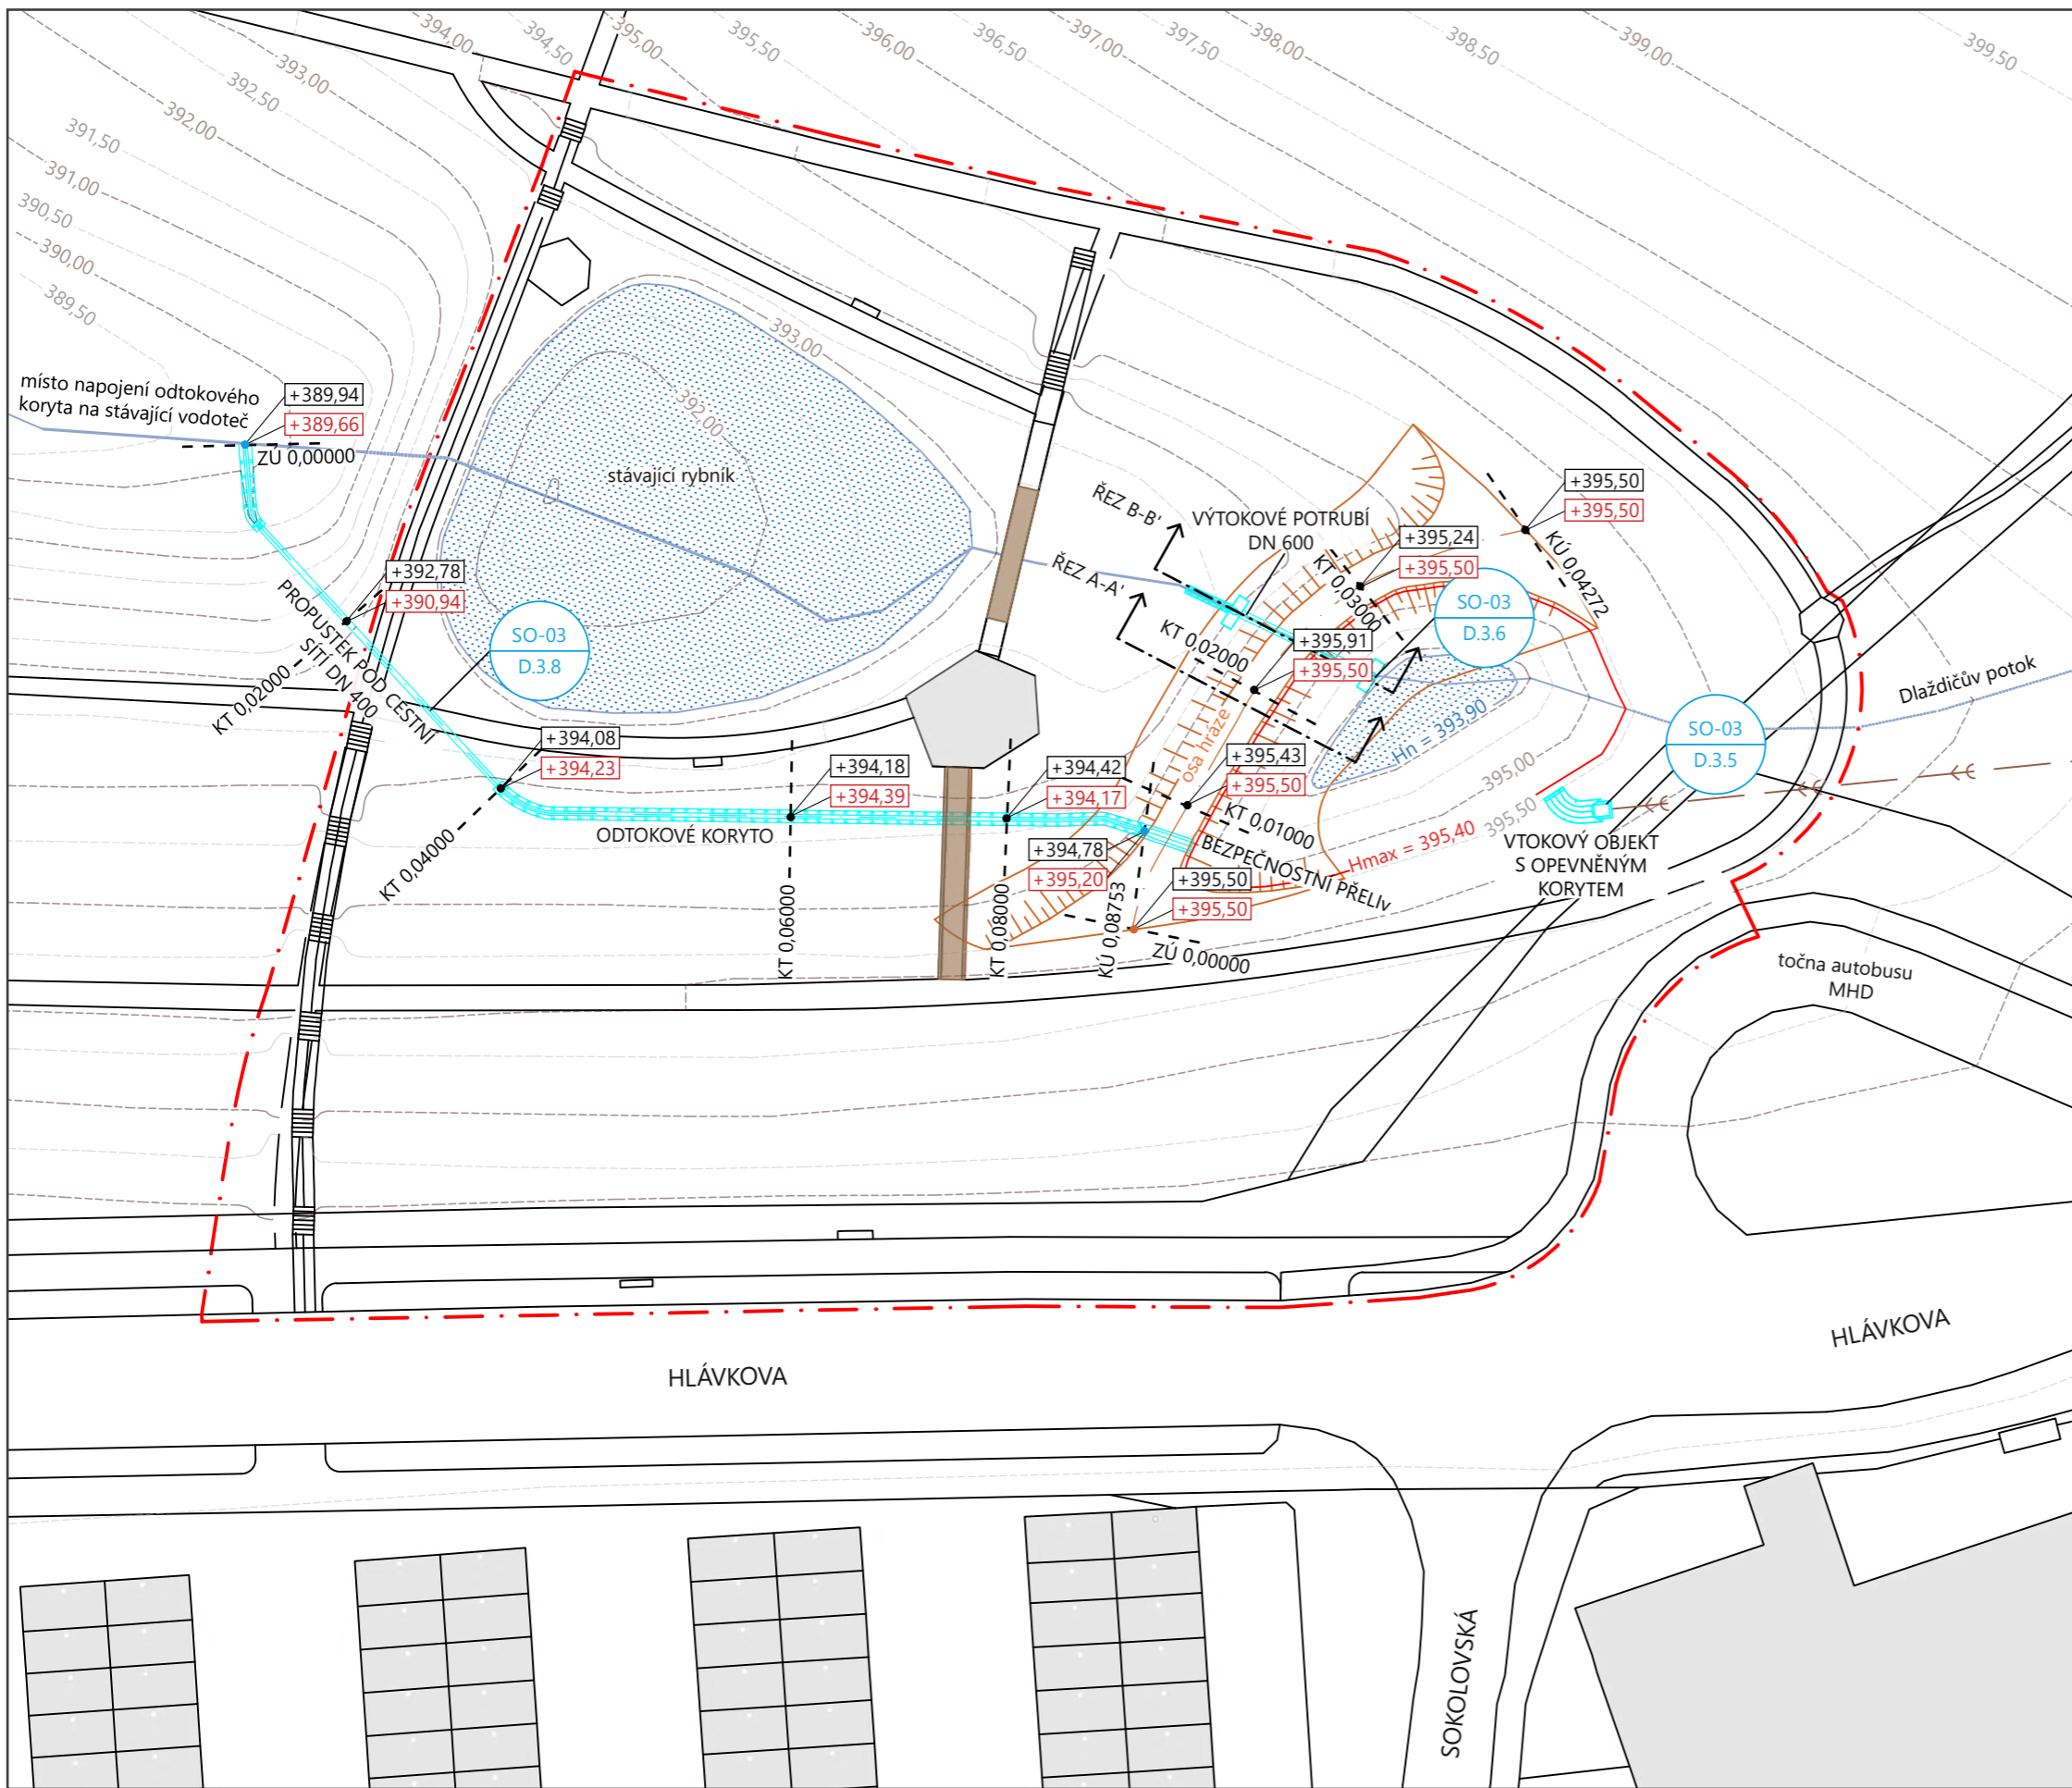 394,00
394,50
395,00
395,50
396,00
396,50
397,00
397,50
398,00
398,50
399,00
399,50
393,00
392,50
392,00
391,50
391,00
390,50
390,00
389,50
393,00
392,00
stávající rybník
místo napojení odtokového
koryta na stávající vodoteč
+389,94
+389,66
ZÚ 0,00000
+392,78
+390,94
PROPUSTEK POD CESTNÍ
SÍTÍ DN 400
KT 0,02000
SO-03
D.3.8
+394,08
+394,23
KT 0,04000
ODTOKOVÉ KORYTO
+394,18
+394,39
KT 0,06000
+394,42
+394,17
KT 0,08000
+394,78
+395,20
KÚ 0,08753
ŘEZ B-B'
ŘEZ A-A'
VÝTOKOVÉ POTRUBÍ
DN 600
+395,24
+395,50
KT 0,03000
+395,50
+395,50
KÚ 0,04272
SO-03
D.3.6
KT 0,02000
+395,91
+395,50
osa hráze
+395,43
+395,50
KT 0,01000
BEZPEČNOSTNÍ PŘELIv
+395,50
+395,50
ZÚ 0,00000
Hn = 393,90
395,00
395,50
Hmax = 395,40
SO-03
D.3.5
Dlaždičův potok
VTOKOVÝ OBJEKT
S OPEVNĚNÝM
KORYTEM
točna autobusu
MHD
HLÁVKOVA
HLÁVKOVA
SOKOLOVSKÁ